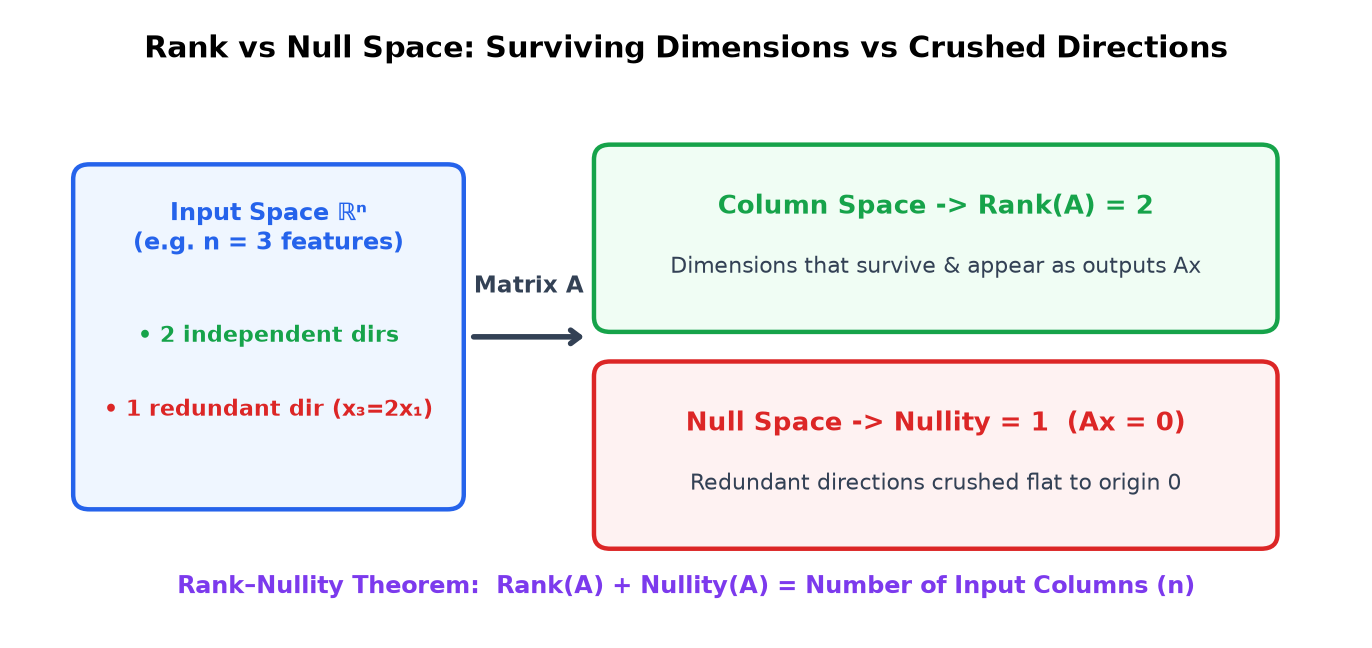 Rank vs Null Space: Surviving Dimensions vs Crushed Directions
Input Space ℝⁿ
(e.g. n = 3 features)
• 2 independent dirs
• 1 redundant dir (x₃=2x₁)
Matrix A
Column Space -> Rank(A) = 2
Dimensions that survive & appear as outputs Ax
Null Space -> Nullity = 1  (Ax = 0)
Redundant directions crushed flat to origin 0
Rank–Nullity Theorem:  Rank(A) + Nullity(A) = Number of Input Columns (n)